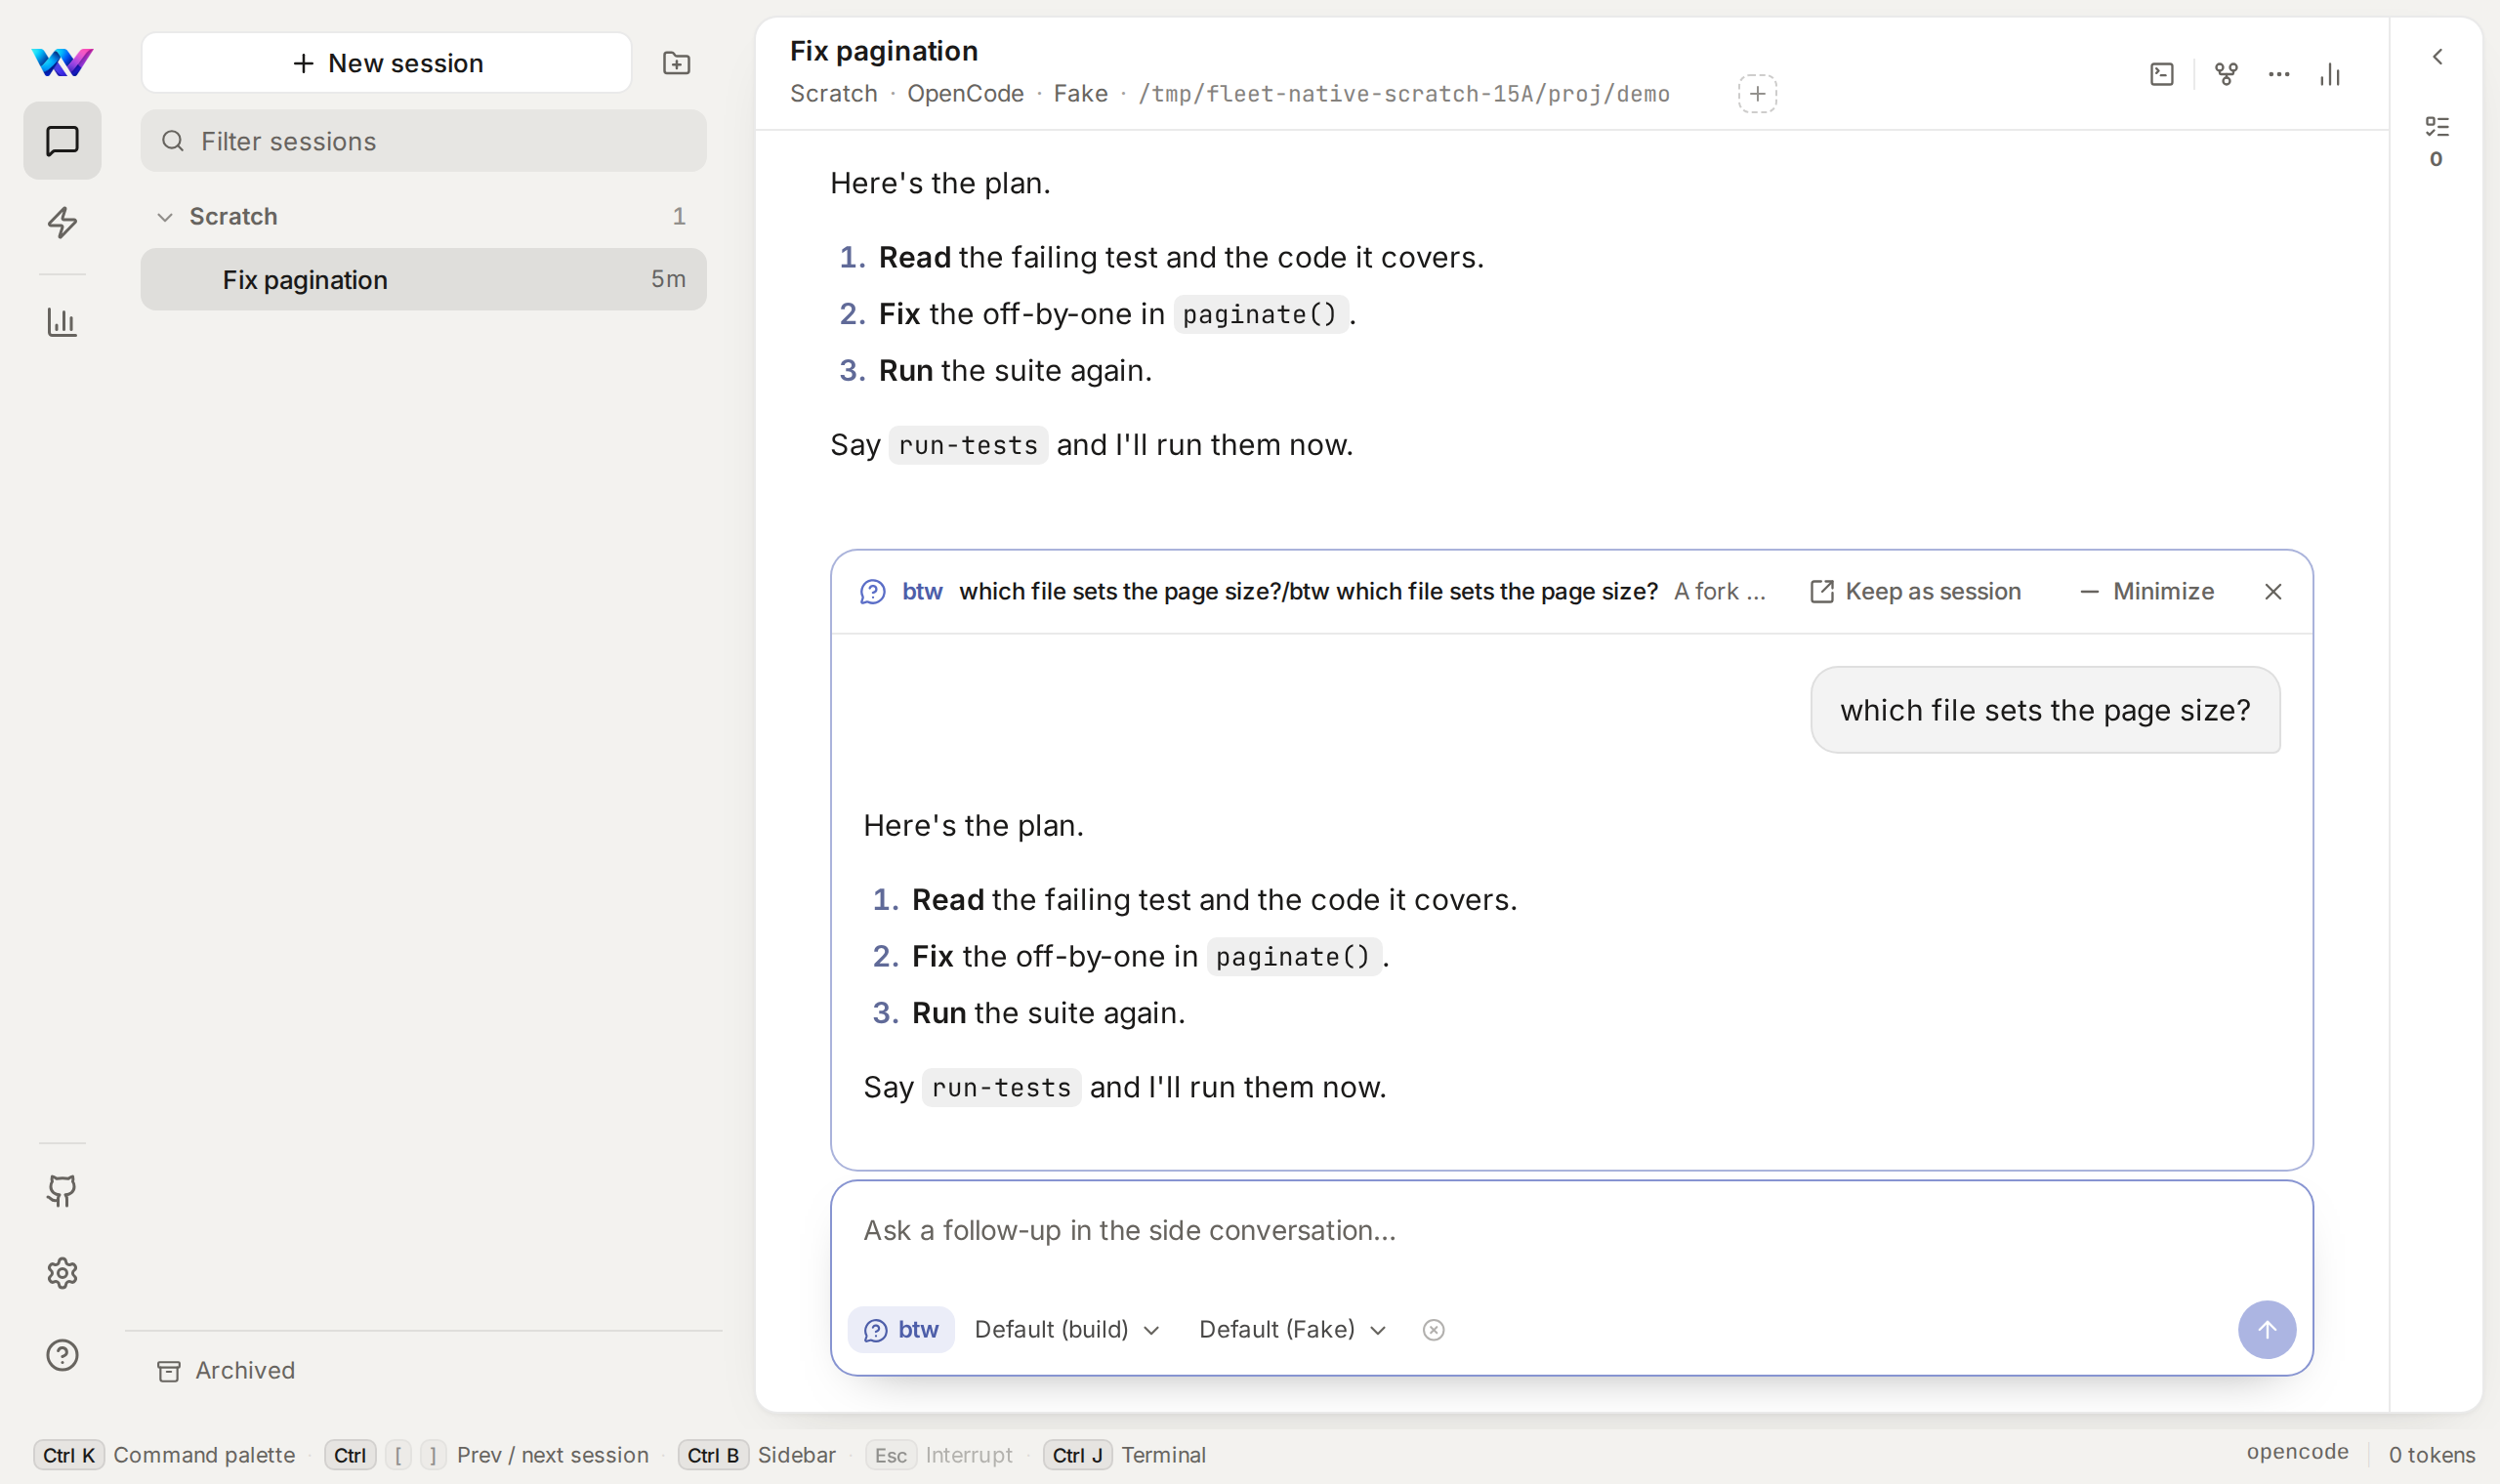 New session
Filter sessions
Scratch 1
Fix pagination 5m
Archived
Fix pagination
Scratch · OpenCode · Fake · /tmp/fleet-native-scratch-15A/proj/demo
0
Here's the plan.
1. Read the failing test and the code it covers.
2. Fix the off-by-one in paginate().
3. Run the suite again.
Say run-tests and I'll run them now.
btw which file sets the page size?/btw which file sets the page size? A fork ... Keep as session Minimize
which file sets the page size?
Here's the plan.
1. Read the failing test and the code it covers.
2. Fix the off-by-one in paginate().
3. Run the suite again.
Say run-tests and I'll run them now.
Ask a follow-up in the side conversation...
btw Default (build) Default (Fake)
Ctrl K Command palette · Ctrl [ ] Prev / next session · Ctrl B Sidebar · Esc Interrupt · Ctrl J Terminal opencode 0 tokens